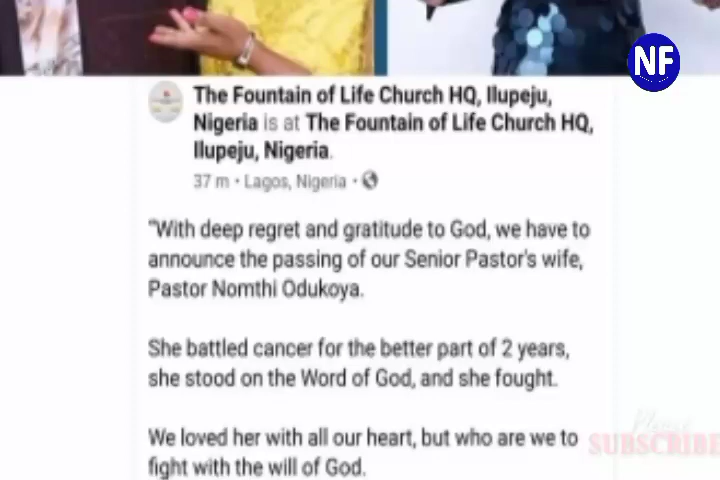 NF
The Fountain of Life Church HQ, Ilupeju,
Nigeria is at The Fountain of Life Church HQ,
Ilupeju, Nigeria.
37 m · Lagos, Nigeria ·
"With deep regret and gratitude to God, we have to
announce the passing of our Senior Pastor's wife,
Pastor Nomthi Odukoya.
She battled cancer for the better part of 2 years,
she stood on the Word of God, and she fought.
We loved her with all our heart, but who are we to
fight with the will of God.
Please
SUBSCRIBE